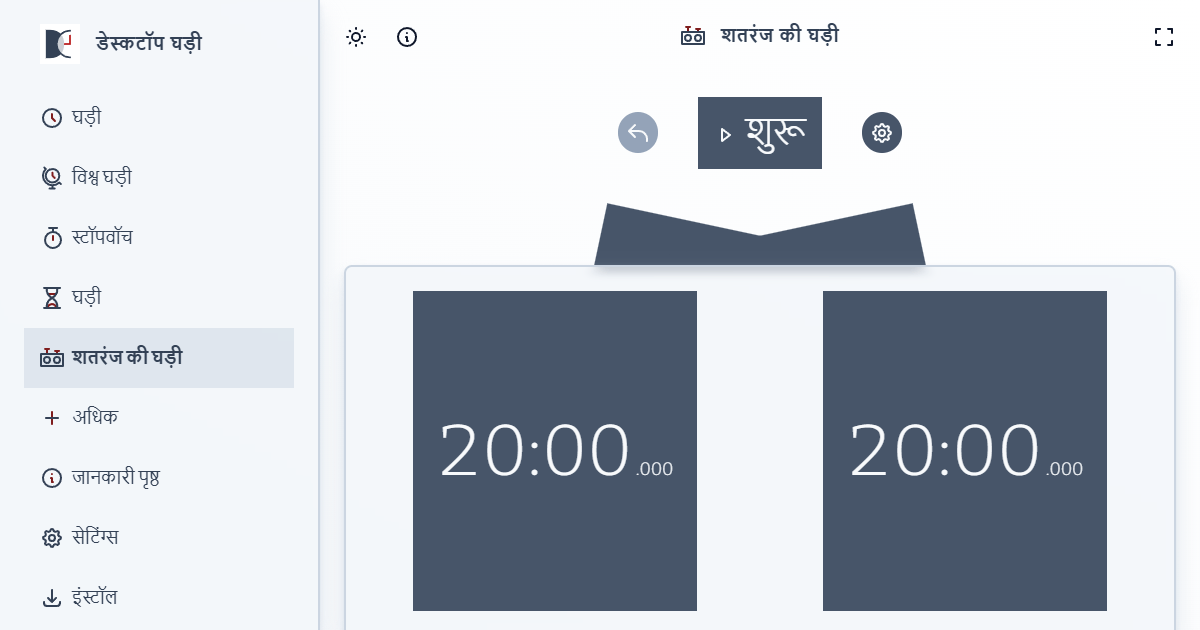 डेस्कटॉप घड़ी
घड़ी
विश्व घड़ी
स्टॉपवॉच
घड़ी
शतरंज की घड़ी
अधिक
जानकारी पृष्ठ
सेटिंग्स
इंस्टॉल
शतरंज की घड़ी
शुरू
20:00.000
20:00.000